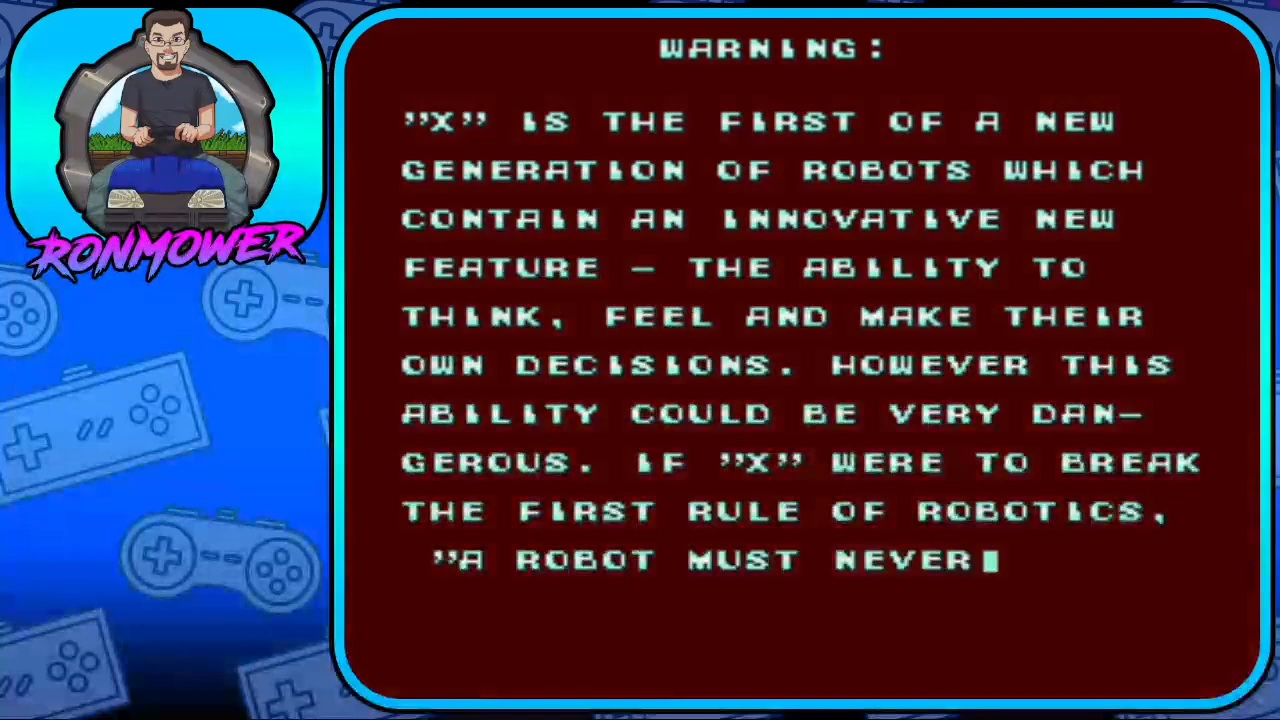 RONMOWER
WARNING:
"X" IS THE FIRST OF A NEW
GENERATION OF ROBOTS WHICH
CONTAIN AN INNOVATIVE NEW
FEATURE - THE ABILITY TO
THINK, FEEL AND MAKE THEIR
OWN DECISIONS. HOWEVER THIS
ABILITY COULD BE VERY DAN-
GEROUS. IF "X" WERE TO BREAK
THE FIRST RULE OF ROBOTICS,
"A ROBOT MUST NEVER